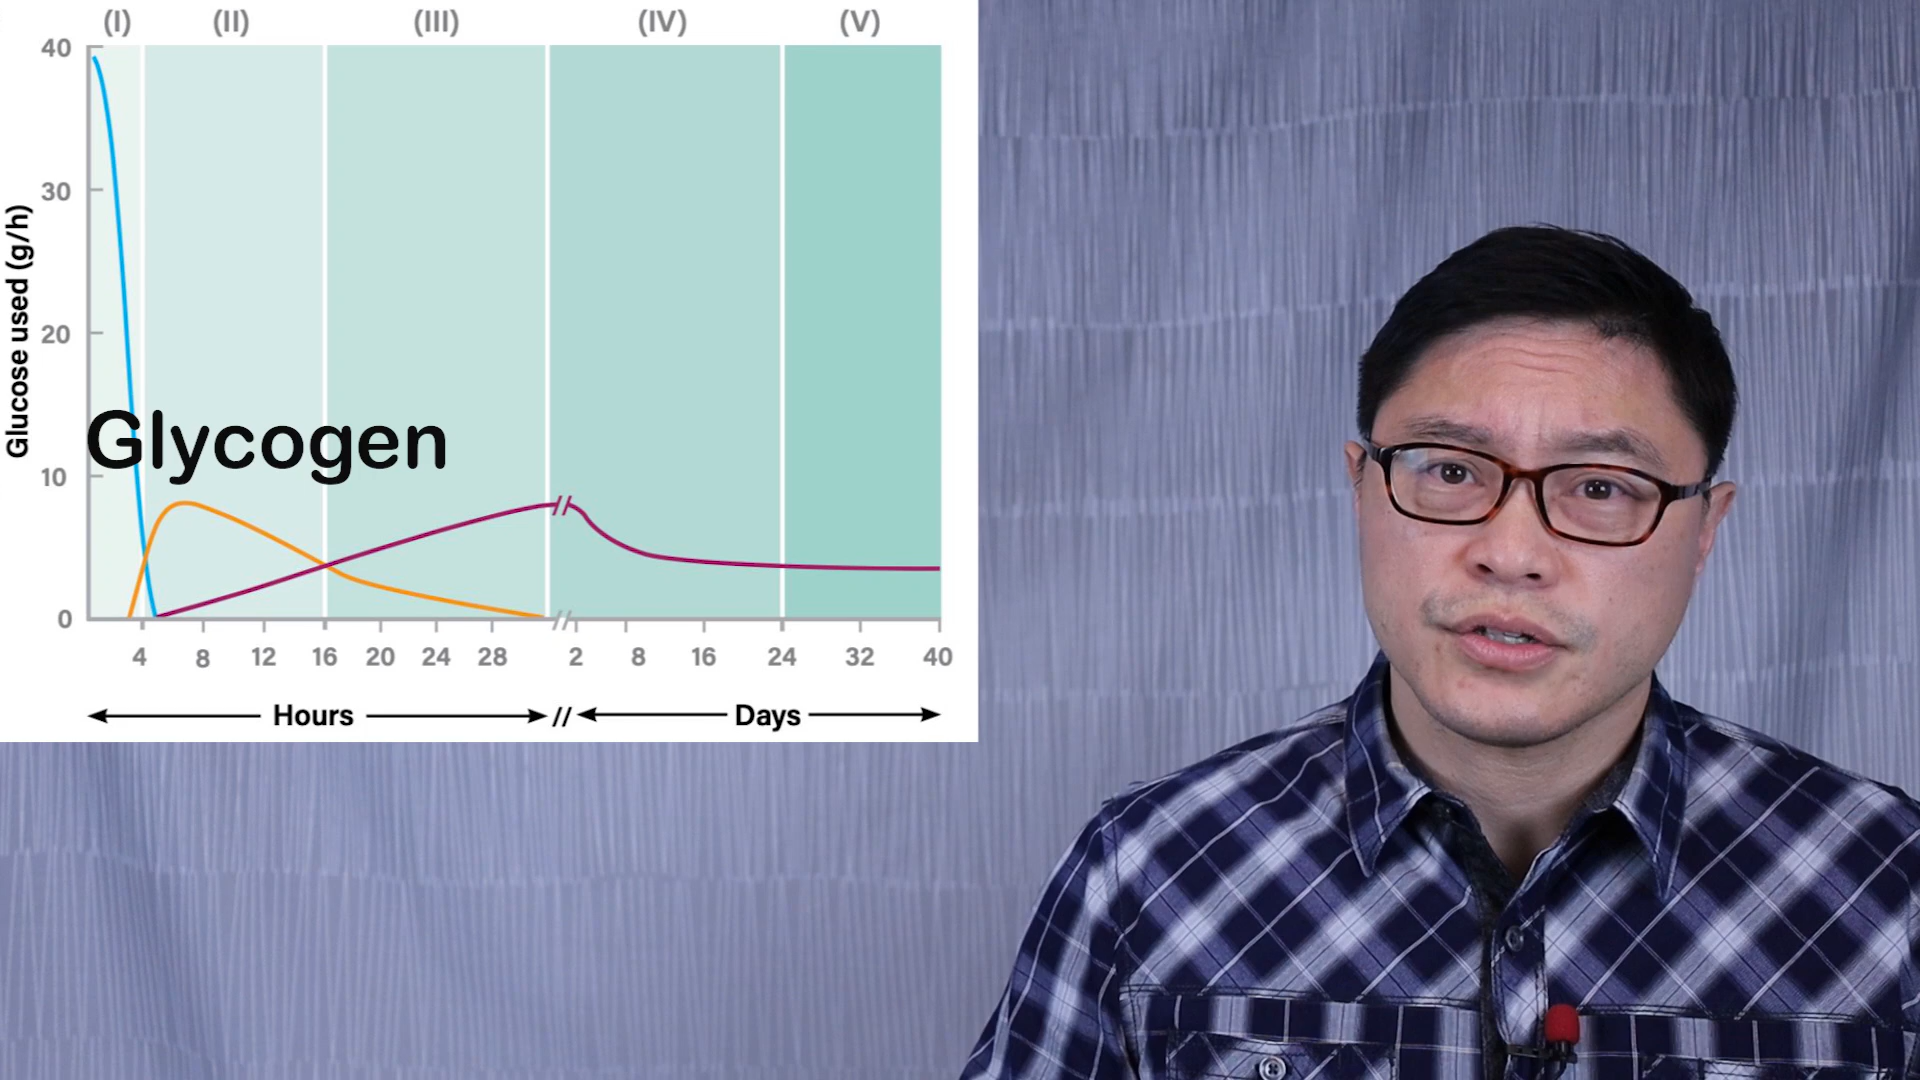 (I) (II) (III) (IV) (V)
40
30
20
10
0
Glucose used (g/h)
Glycogen
4 8 12 16 20 24 28 // 2 8 16 24 32 40
Hours // Days